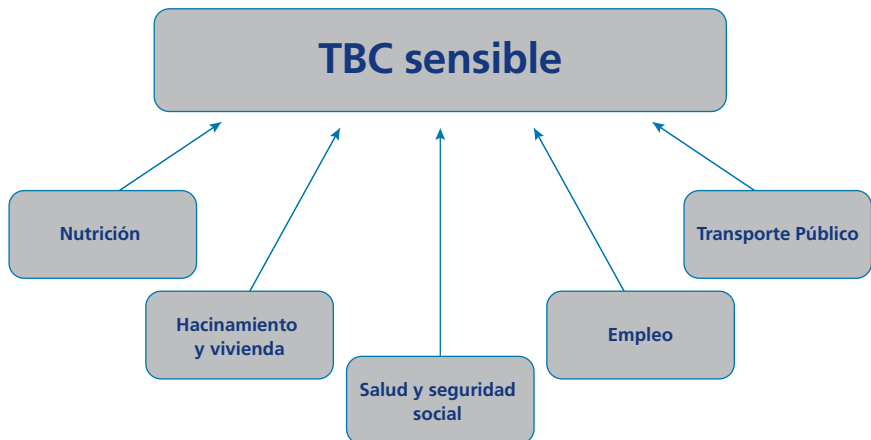 TBC sensible
Nutrición
Transporte Público
Hacinamiento
y vivienda
Empleo
Salud y seguridad
social